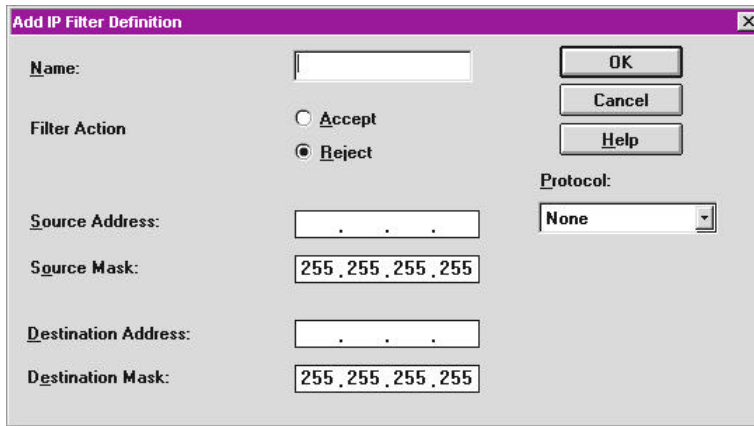 Add IP Filter Definition
Name:
OK
Cancel
Filter Action
Accept
Reject
Help
Protocol:
None
Source Address:
. . .
Source Mask:
255.255.255.255
Destination Address:
. . .
Destination Mask:
255.255.255.255